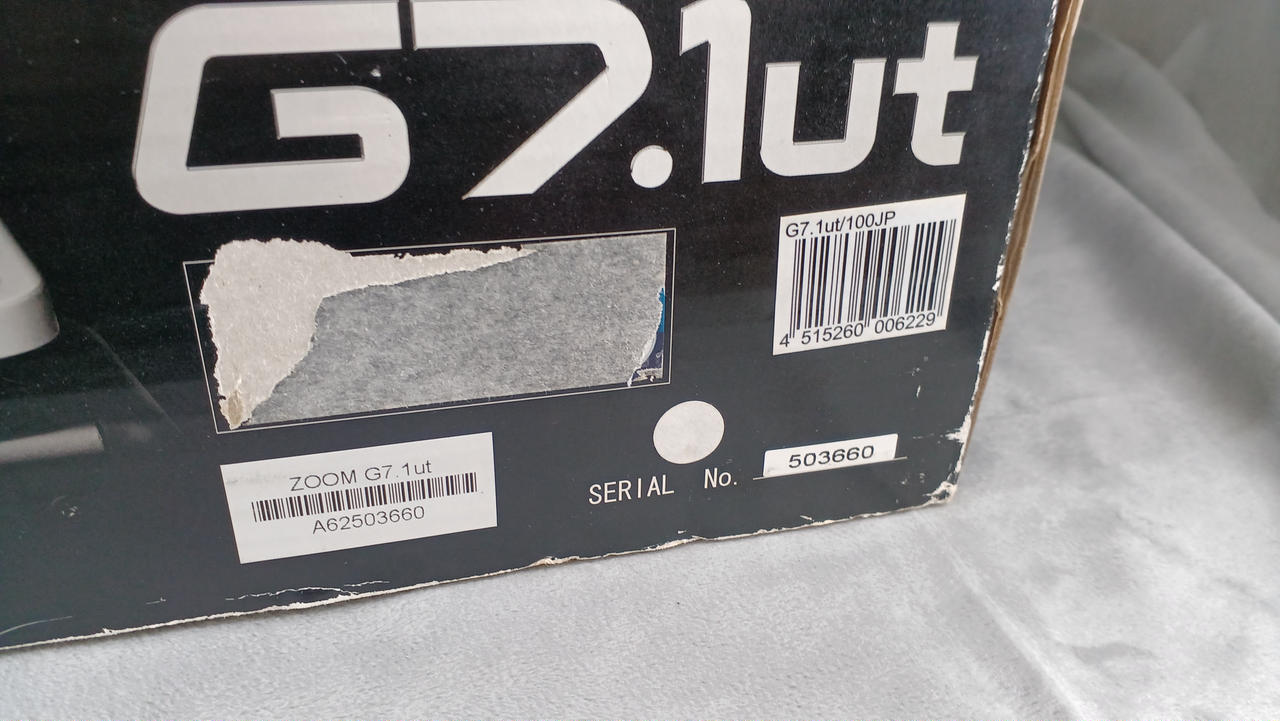 G7.1ut
G7.1ut/100JP
4 515260 006229
ZOOM G7.1ut
A62503660
SERIAL No. 503660